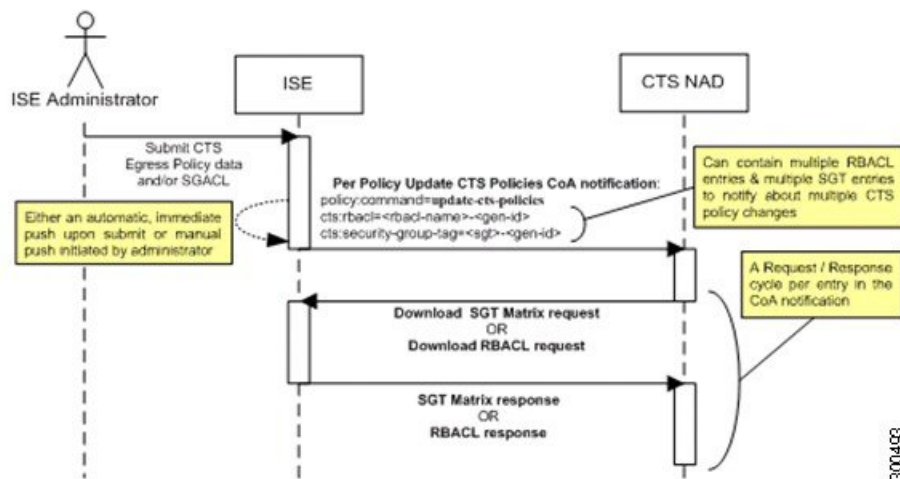 ISE Administrator
ISE
CTS NAD
Submit CTS
Egress Policy data
and/or SGACL
Either an automatic, immediate
push upon submit or manual
push initiated by administrator
Per Policy Update CTS Policies CoA notification:
policy:command=update-cts-policies
cts:rbacl=<rbacl-name>-<gen-id>
cts:security-group-tag=<sgt>-<gen-id>
Can contain multiple RBACL
entries & multiple SGT entries
to notify about multiple CTS
policy changes
A Request / Response
cycle per entry in the
CoA notification
Download SGT Matrix request
OR
Download RBACL request
SGT Matrix response
OR
RBACL response
300493